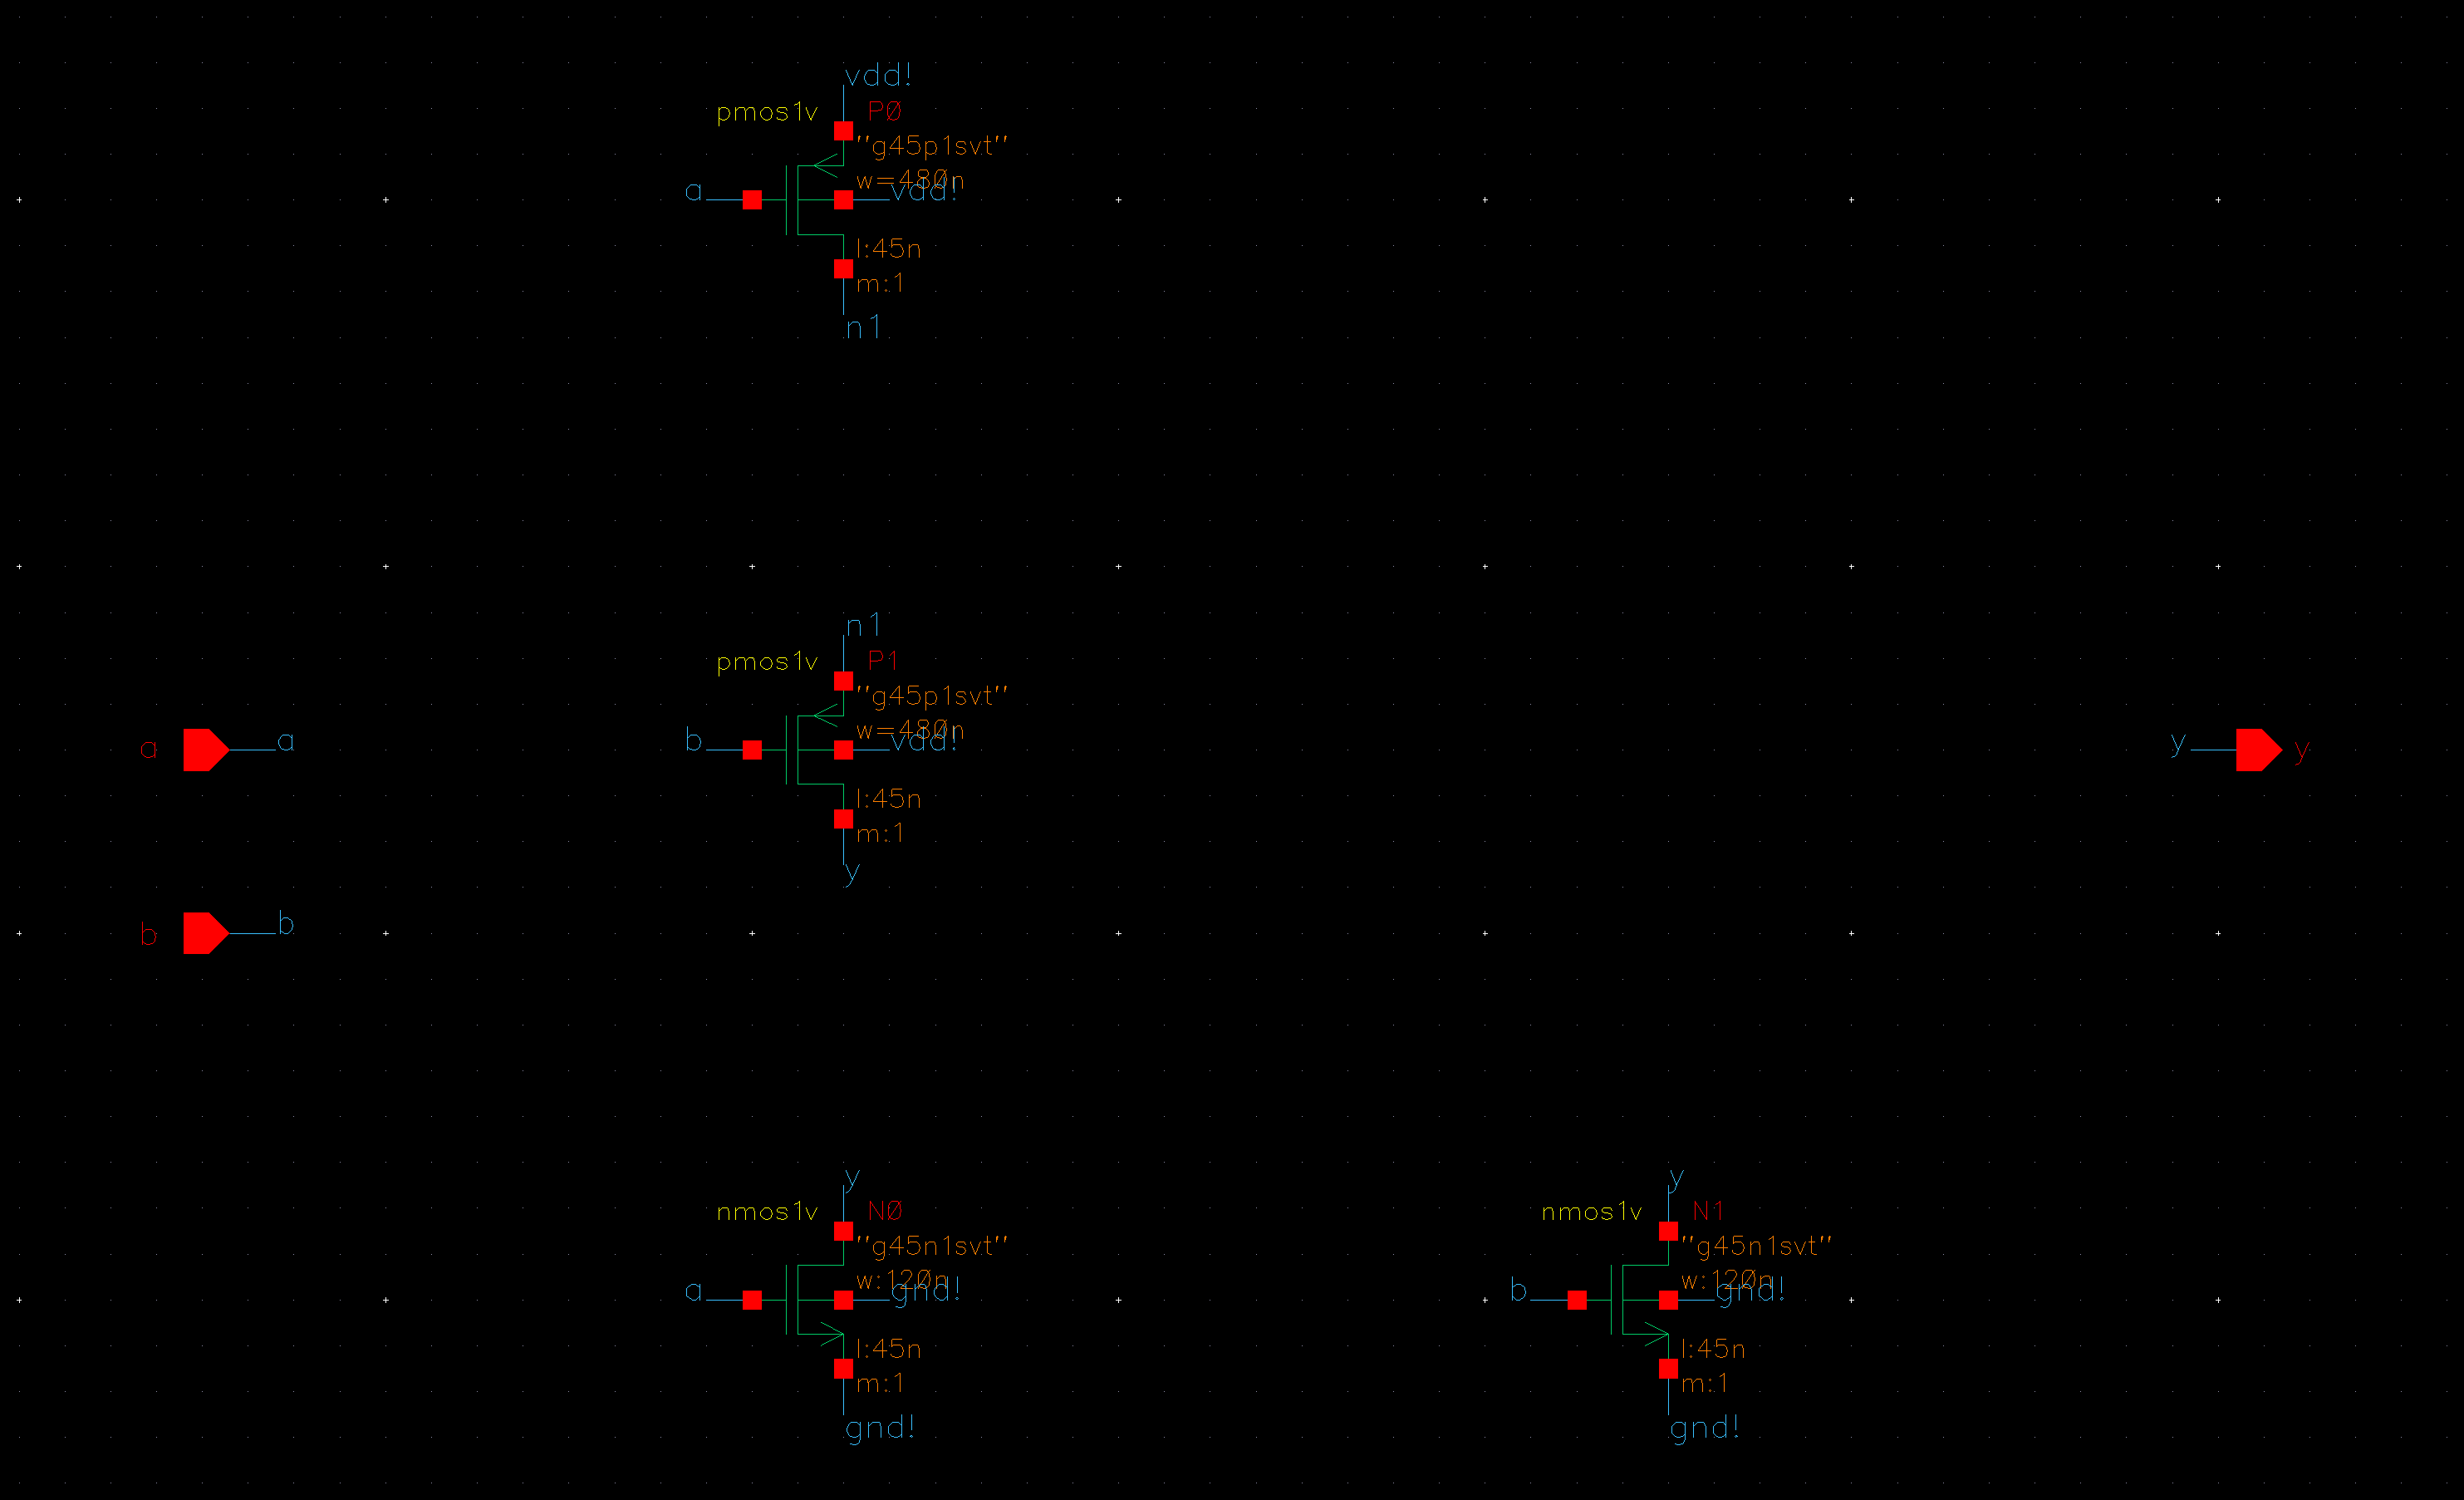 vdd!
pmos1v P0
"g45p1svt"
w=480n
a vdd!
l:45n
m:1
n1
n1
pmos1v P1
"g45p1svt"
w=480n
b vdd!
l:45n
m:1
y
a a
b b
y y
y
nmos1v N0
"g45n1svt"
w:120n
a gnd!
l:45n
m:1
gnd!
y
nmos1v N1
"g45n1svt"
w:120n
b gnd!
l:45n
m:1
gnd!